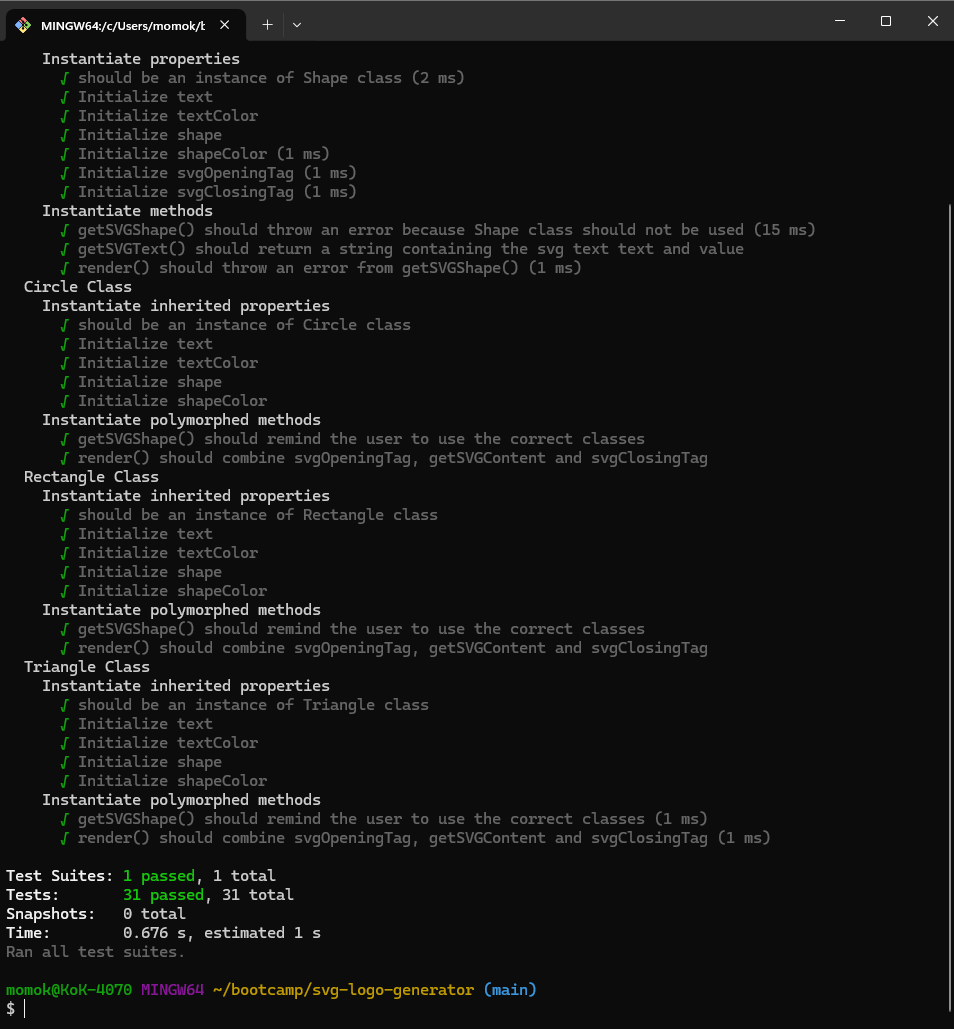 MINGW64:/c/Users/momok/b
Instantiate properties
√ should be an instance of Shape class (2 ms)
√ Initialize text
√ Initialize textColor
√ Initialize shape
√ Initialize shapeColor (1 ms)
√ Initialize svgOpeningTag (1 ms)
√ Initialize svgClosingTag (1 ms)
Instantiate methods
√ getSVGShape() should throw an error because Shape class should not be used (15 ms)
√ getSVGText() should return a string containing the svg text text and value
√ render() should throw an error from getSVGShape() (1 ms)
Circle Class
Instantiate inherited properties
√ should be an instance of Circle class
√ Initialize text
√ Initialize textColor
√ Initialize shape
√ Initialize shapeColor
Instantiate polymorphed methods
√ getSVGShape() should remind the user to use the correct classes
√ render() should combine svgOpeningTag, getSVGContent and svgClosingTag
Rectangle Class
Instantiate inherited properties
√ should be an instance of Rectangle class
√ Initialize text
√ Initialize textColor
√ Initialize shape
√ Initialize shapeColor
Instantiate polymorphed methods
√ getSVGShape() should remind the user to use the correct classes
√ render() should combine svgOpeningTag, getSVGContent and svgClosingTag
Triangle Class
Instantiate inherited properties
√ should be an instance of Triangle class
√ Initialize text
√ Initialize textColor
√ Initialize shape
√ Initialize shapeColor
Instantiate polymorphed methods
√ getSVGShape() should remind the user to use the correct classes (1 ms)
√ render() should combine svgOpeningTag, getSVGContent and svgClosingTag (1 ms)
Test Suites: 1 passed, 1 total
Tests: 31 passed, 31 total
Snapshots: 0 total
Time: 0.676 s, estimated 1 s
Ran all test suites.
momok@KoK-4070 MINGW64 ~/bootcamp/svg-logo-generator (main)
$